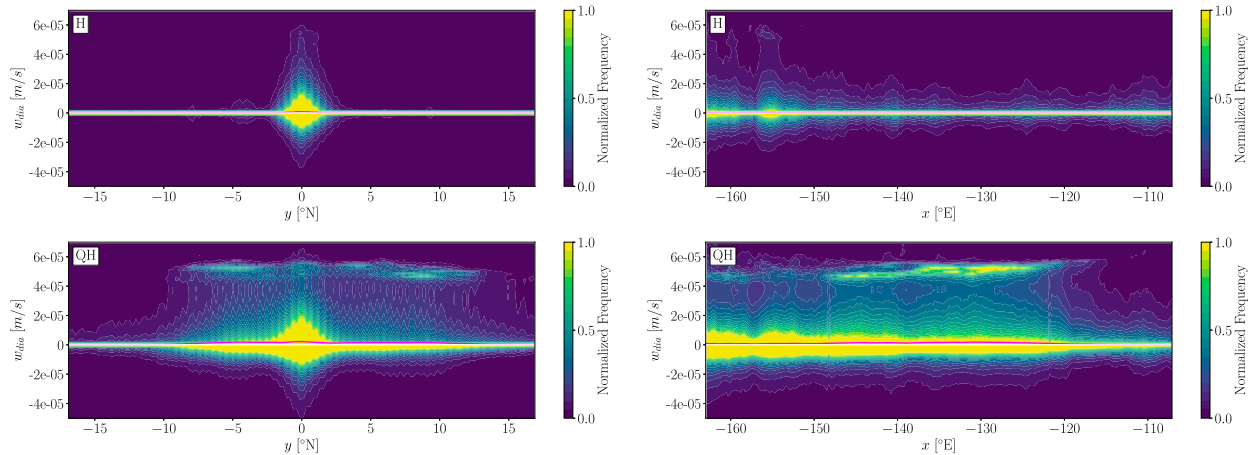 H
6e-05
4e-05
2e-05
0
-2e-05
-4e-05
w_dia [m/s]
−15 −10 −5 0 5 10 15
y [°N]
1.0
0.5
0.0
Normalized Frequency
H
6e-05
4e-05
2e-05
0
-2e-05
-4e-05
w_dia [m/s]
−160 −150 −140 −130 −120 −110
x [°E]
1.0
0.5
0.0
Normalized Frequency
QH
6e-05
4e-05
2e-05
0
-2e-05
-4e-05
w_dia [m/s]
−15 −10 −5 0 5 10 15
y [°N]
1.0
0.5
0.0
Normalized Frequency
QH
6e-05
4e-05
2e-05
0
-2e-05
-4e-05
w_dia [m/s]
−160 −150 −140 −130 −120 −110
x [°E]
1.0
0.5
0.0
Normalized Frequency